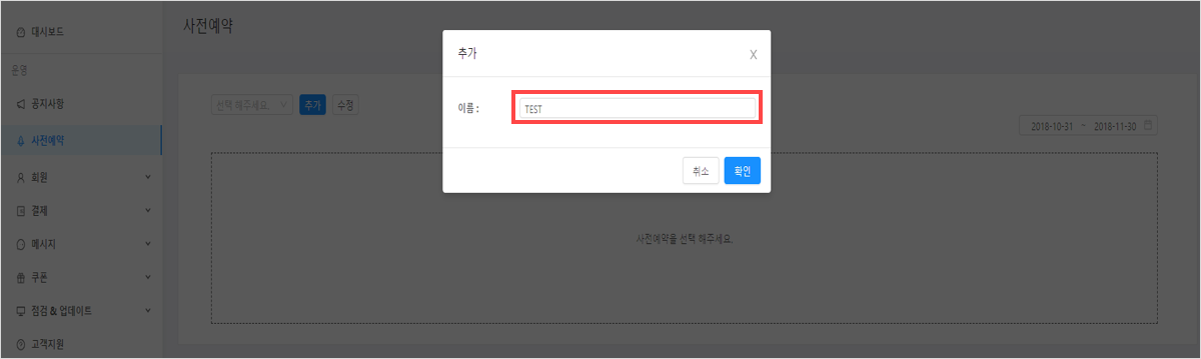 대시보드
운영
공지사항
사전예약
회원
결제
메시지
쿠폰
점검 & 업데이트
고객지원
사전예약
선택 해주세요. 추가 수정
2018-10-31 ~ 2018-11-30
사전예약을 선택 해주세요.
추가 X
이름 : TEST
취소 확인